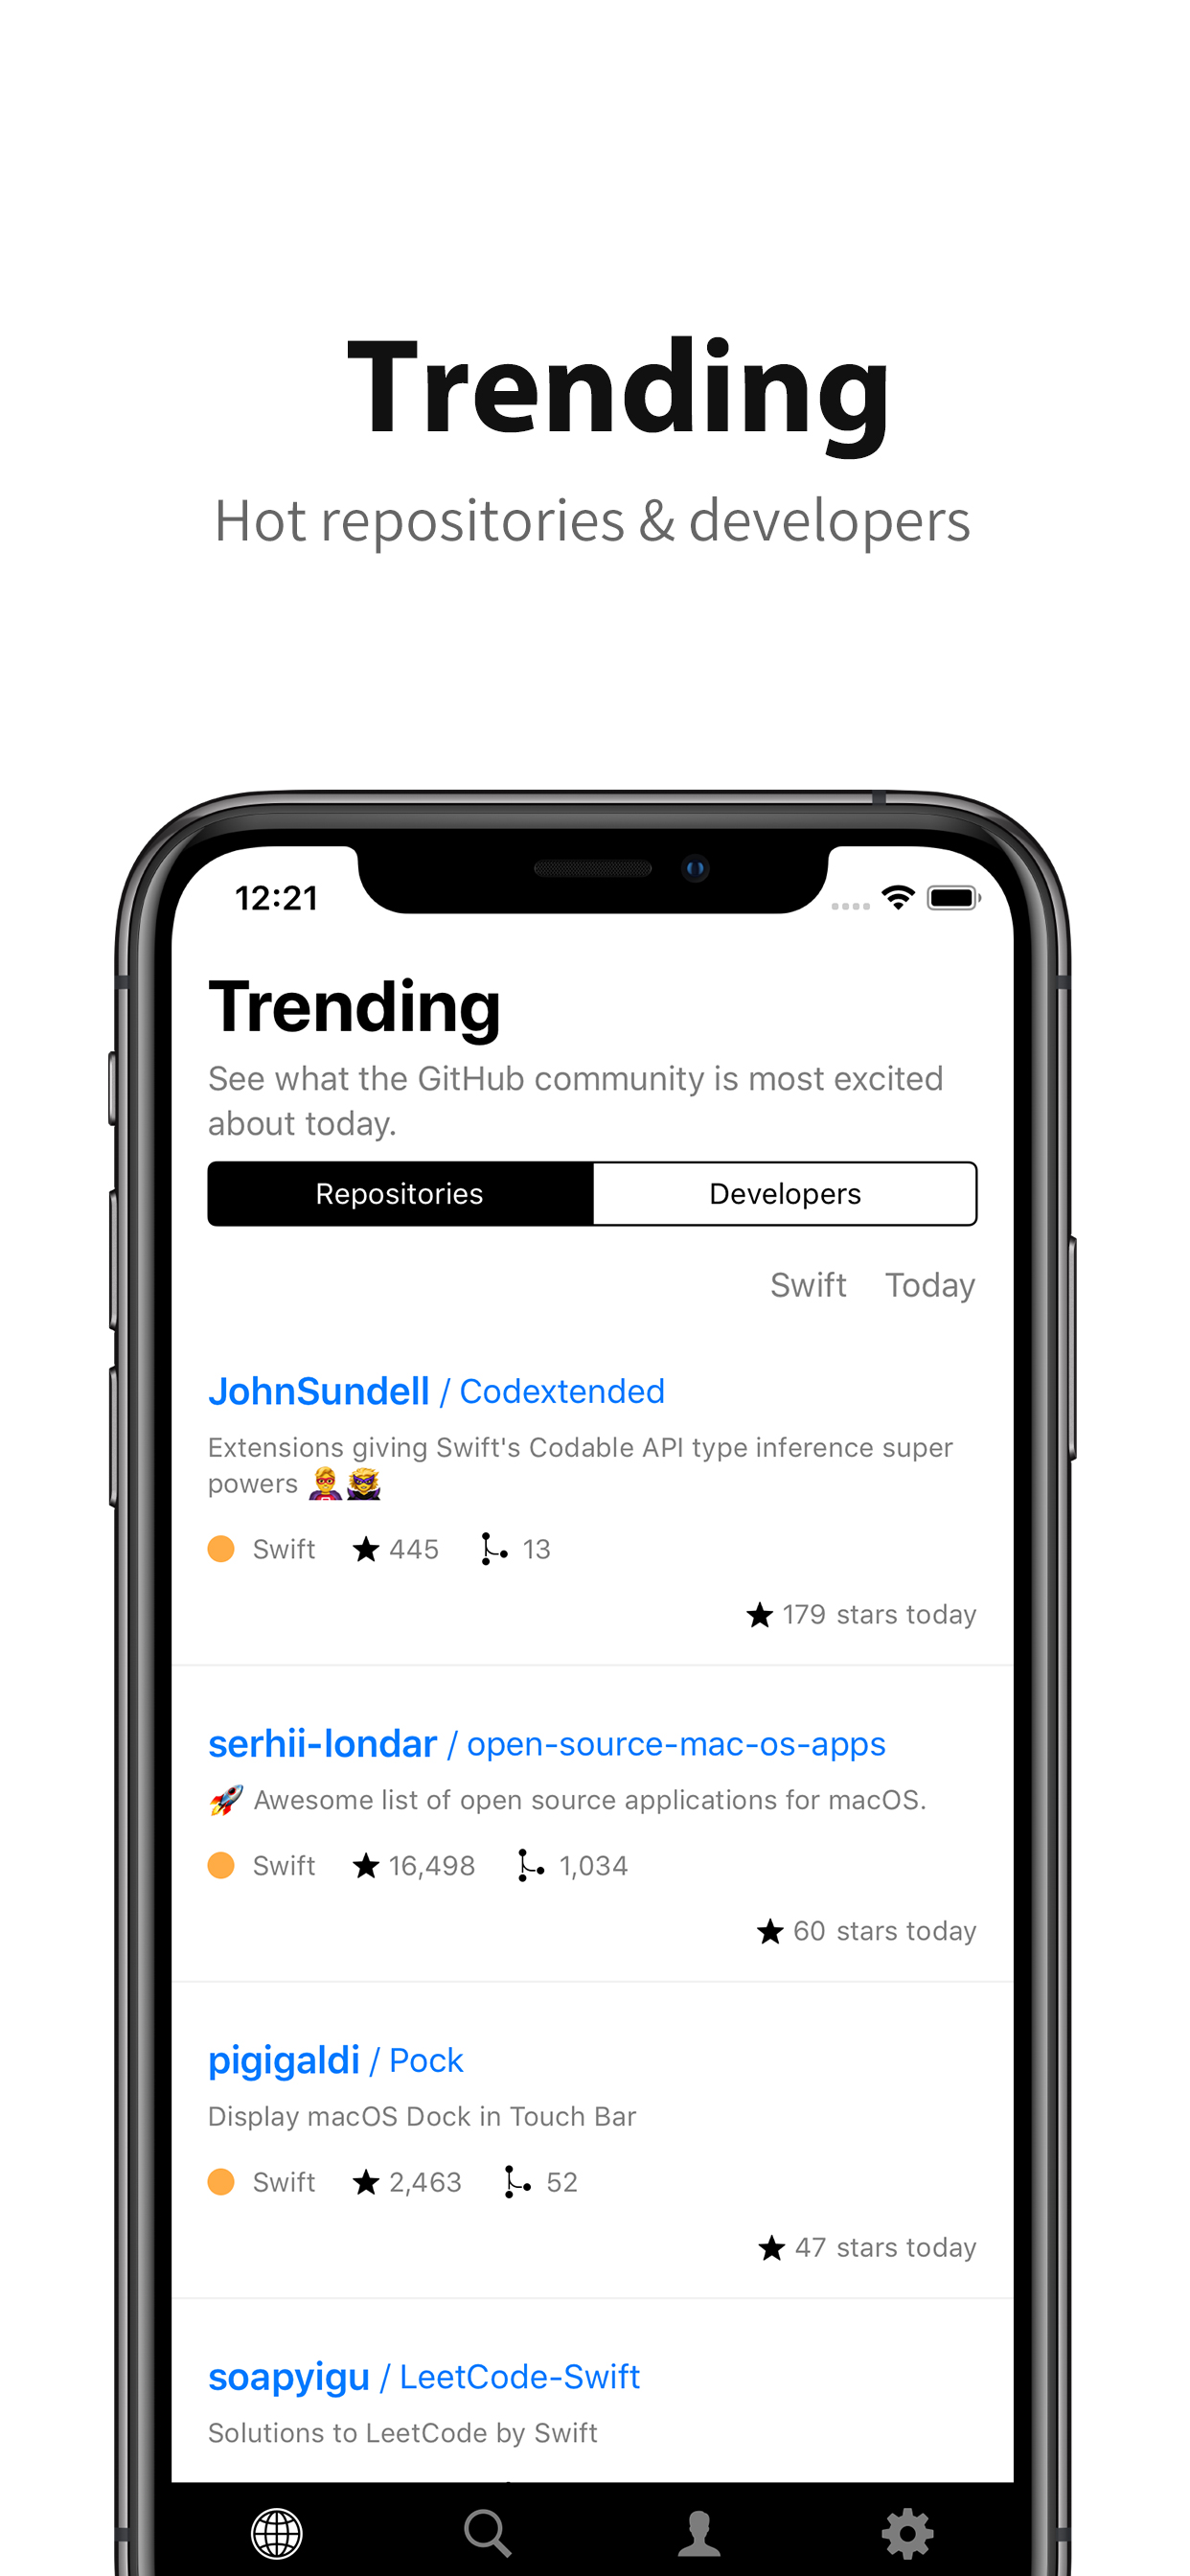 Trending
Hot repositories & developers
12:21
Trending
See what the GitHub community is most excited
about today.
Repositories Developers
Swift Today
JohnSundell / Codextended
Extensions giving Swift's Codable API type inference super
powers 🦸‍♂️🦹‍♀️
Swift ★ 445 13
★ 179 stars today
serhii-londar / open-source-mac-os-apps
🚀 Awesome list of open source applications for macOS.
Swift ★ 16,498 1,034
★ 60 stars today
pigigaldi / Pock
Display macOS Dock in Touch Bar
Swift ★ 2,463 52
★ 47 stars today
soapyigu / LeetCode-Swift
Solutions to LeetCode by Swift